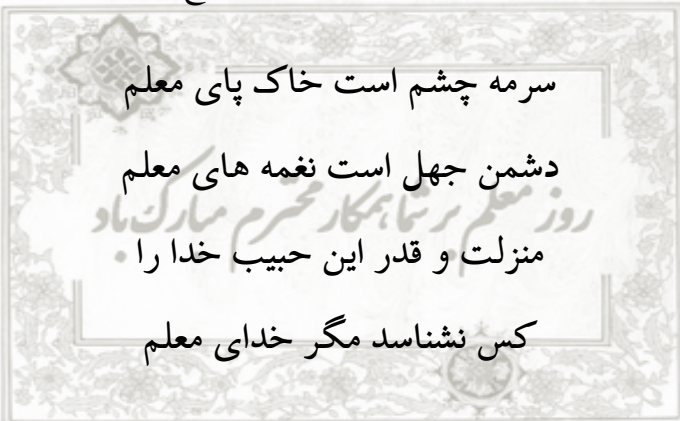 سرمه چشم است خاک پای معلم
دشمن جهل است نغمه های معلم
روز معلم بر شما همکار محترم مبارک باد
منزلت و قدر این حبیب خدا را
کس نشناسد مگر خدای معلم